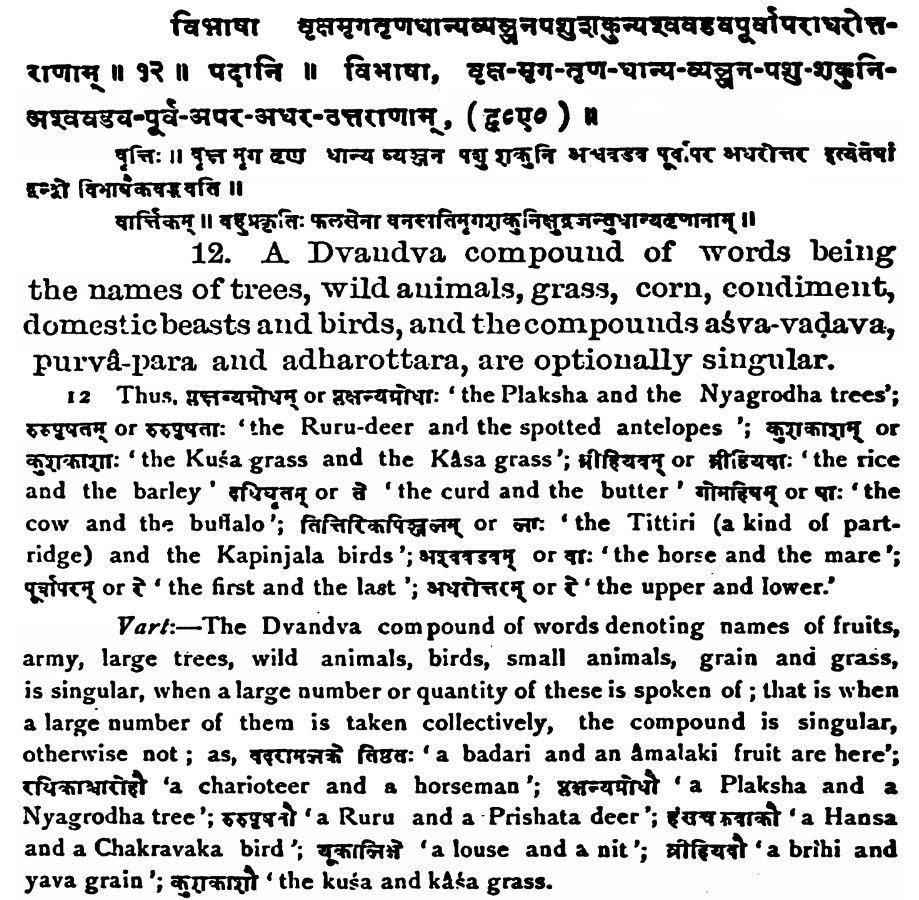 विभाषा वृक्षमृगतृणधान्यव्यञ्जनपशुशकुन्यश्ववडवपूर्वापराधरोत्त-
राणाम् ॥ १२ ॥ पदानि ॥ विभाषा, वृक्ष-मृग-तृण-धान्य-व्यञ्जन-पशु-शकुनि-
अश्ववडव-पूर्व-अपर-अधर-उत्तराणाम्, (द्व०ए०) ॥
वृत्तिः ॥ वृक्ष मृग तृण धान्य व्यञ्जन पशु शकुनि अश्ववडव पूर्वापर अधरोत्तर इत्येतेषां
द्वन्द्वो विभाषैकवद्भवति ॥
वार्त्तिकम् ॥ बहुप्रकृतिः फलसेना वनस्पतिमृगशकुनिक्षुद्रजन्तुधान्यतृणानाम् ॥
12. A Dvandva compound of words being
the names of trees, wild animals, grass, corn, condiment,
domestic beasts and birds, and the compounds aśva-vaḍava,
purvâ-para and adharottara, are optionally singular.
12 Thus, प्लक्षन्यग्रोधम् or प्लक्षन्यग्रोधाः 'the Plaksha and the Nyagrodha trees';
रुरुपृषतम् or रुरुपृषताः 'the Ruru-deer and the spotted antelopes'; कुशकाशम् or
कुशकाशाः 'the Kuśa grass and the Kâsa grass'; व्रीहियवम् or व्रीहियवाः 'the rice
and the barley' दधिघृतम् or ते 'the curd and the butter' गोमहिषम् or षाः 'the
cow and the buffalo'; तित्तिरिकपिञ्जलम् or लाः 'the Tittiri (a kind of part-
ridge) and the Kapinjala birds'; अश्ववडवम् or वाः 'the horse and the mare';
पूर्वापरम् or रे 'the first and the last'; अधरोत्तरम् or रे 'the upper and lower.'
Vart:—The Dvandva compound of words denoting names of fruits,
army, large trees, wild animals, birds, small animals, grain and grass,
is singular, when a large number or quantity of these is spoken of; that is when
a large number of them is taken collectively, the compound is singular,
otherwise not; as, बदरामलके तिष्ठतः 'a badari and an âmalaki fruit are here';
रथिकाश्वारोहौ 'a charioteer and a horseman'; प्लक्षन्यग्रोधौ 'a Plaksha and a
Nyagrodha tree'; रुरुपृषतौ 'a Ruru and a Prishata deer'; हंसचक्रवाकौ 'a Hansa
and a Chakravaka bird'; यूकालिक्षे 'a louse and a nit'; व्रीहियवौ 'a brihi and
yava grain'; कुशकाशौ 'the kuśa and kâśa grass.